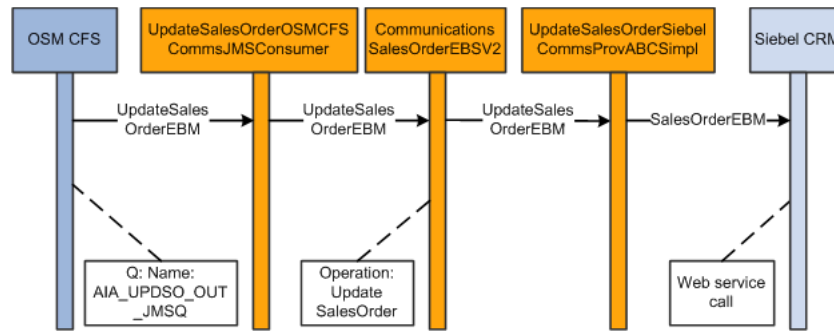 OSM CFS
UpdateSalesOrderOSMCFS
CommsJMSConsumer
Communications
SalesOrderEBSV2
UpdateSalesOrderSiebel
CommsProvABCSimpl
Siebel CRM
UpdateSales
OrderEBM
UpdateSales
OrderEBM
UpdateSales
OrderEBM
SalesOrderEBM
Q: Name:
AIA_UPDSO_OUT
_JMSQ
Operation:
Update
SalesOrder
Web service
call